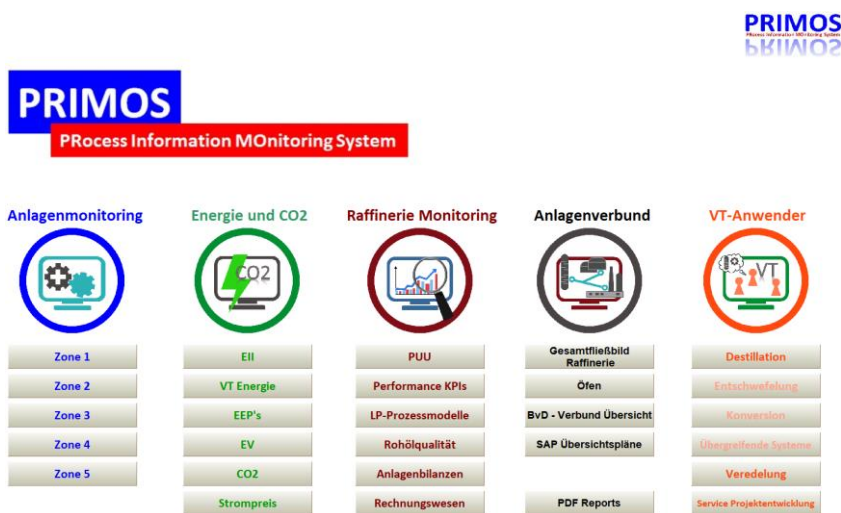 PRIMOS
PRocess Information MOnitoring System
PRIMOS
PRocess Information MOnitoring System
Anlagenmonitoring
Energie und CO2
Raffinerie Monitoring
Anlagenverbund
VT-Anwender
CO2
VT
Zone 1
EII
PUU
Gesamtfließbild
Raffinerie
Destillation
Zone 2
VT Energie
Performance KPIs
Öfen
Entschwefelung
Zone 3
EEP's
LP-Prozessmodelle
BvD - Verbund Übersicht
Konversion
Zone 4
EV
Rohölqualität
SAP Übersichtspläne
Übergreifende Systeme
Zone 5
CO2
Anlagenbilanzen
Veredelung
Strompreis
Rechnungswesen
PDF Reports
Service Projektentwicklung